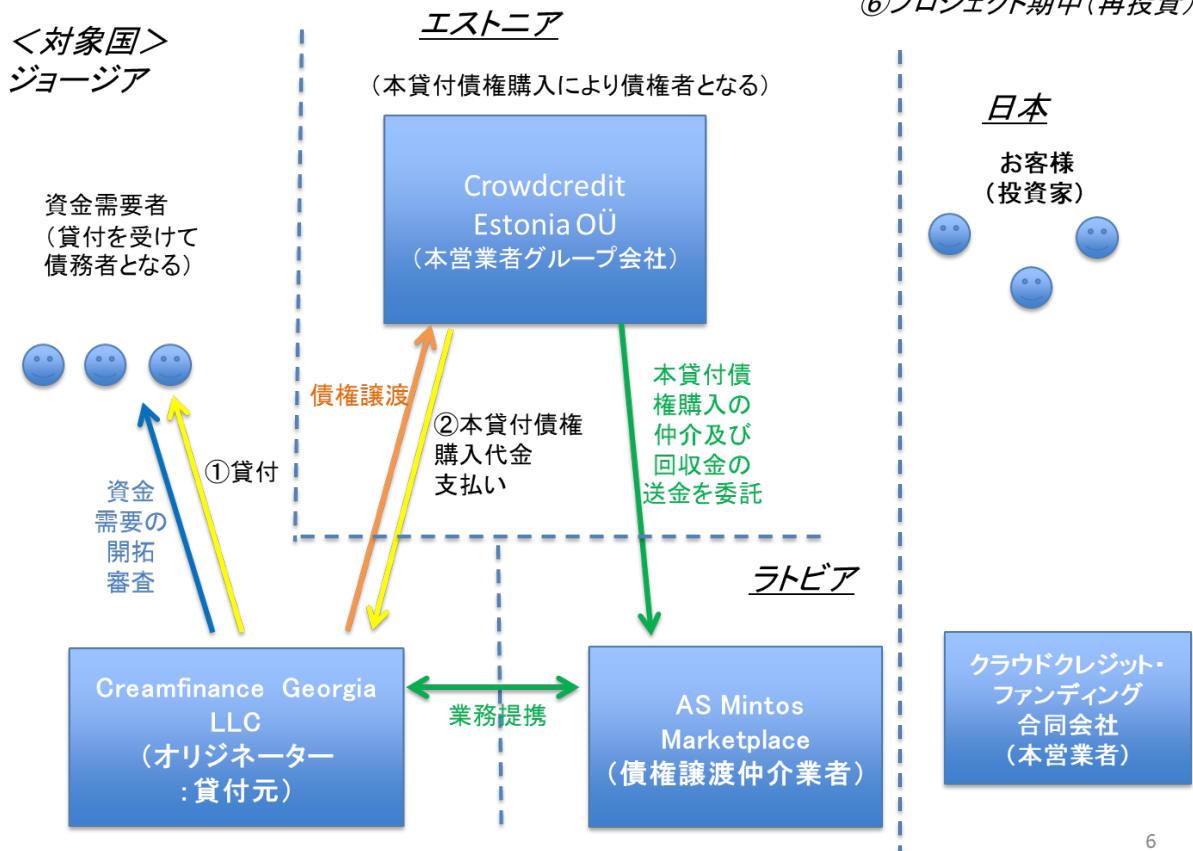 ⑥プロジェクト期中（再投資）
＜対象国＞
ジョージア
エストニア
（本貸付債権購入により債権者となる）
日本
お客様
（投資家）
Crowdcredit
Estonia OÜ
（本営業者グループ会社）
資金需要者
（貸付を受けて
債務者となる）
債権譲渡
②本貸付債権
購入代金
支払い
本貸付債
権購入の
仲介及び
回収金の
送金を委託
①貸付
資金
需要の
開拓
審査
ラトビア
Creamfinance Georgia
LLC
（オリジネーター
：貸付元）
業務提携
AS Mintos
Marketplace
（債権譲渡仲介業者）
クラウドクレジット・
ファンディング
合同会社
（本営業者）
6